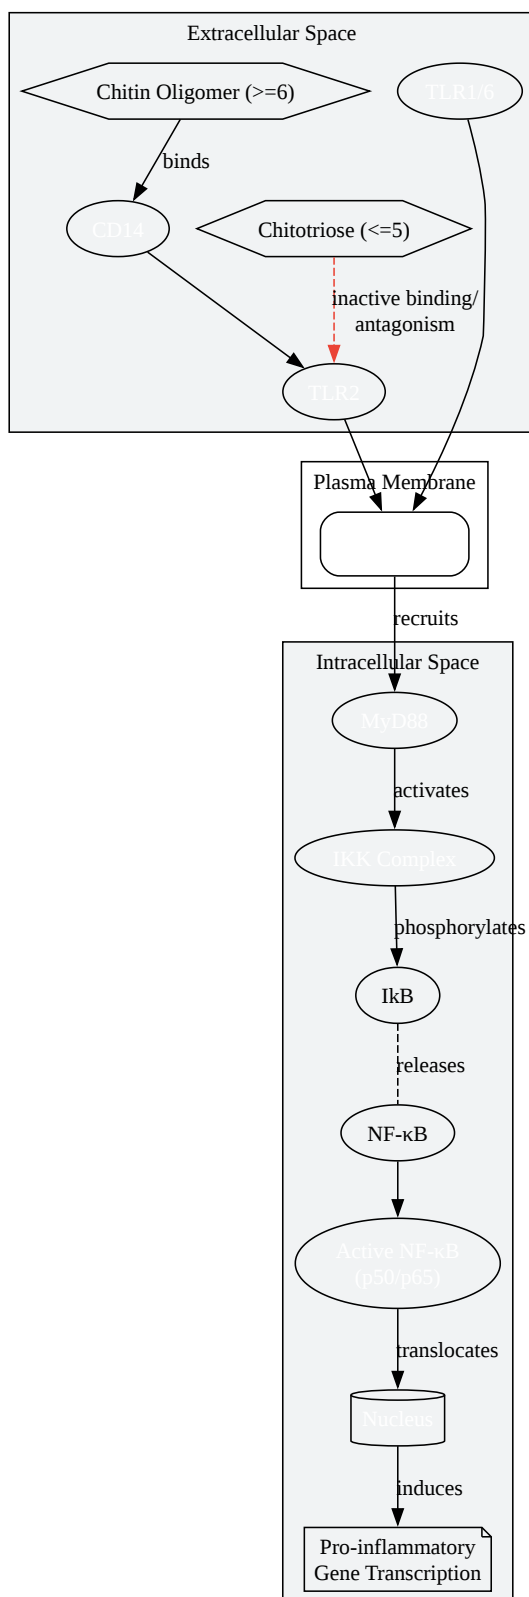 Extracellular Space
Chitin Oligomer (>=6)
TLR1/6
binds
CD14
Chitotriose (<=5)
inactive binding/
antagonism
TLR2
Plasma Membrane
recruits
Intracellular Space
MyD88
activates
IKK Complex
phosphorylates
IkB
releases
NF-κB
Active NF-κB
(p50/p65)
translocates
Nucleus
induces
Pro-inflammatory
Gene Transcription